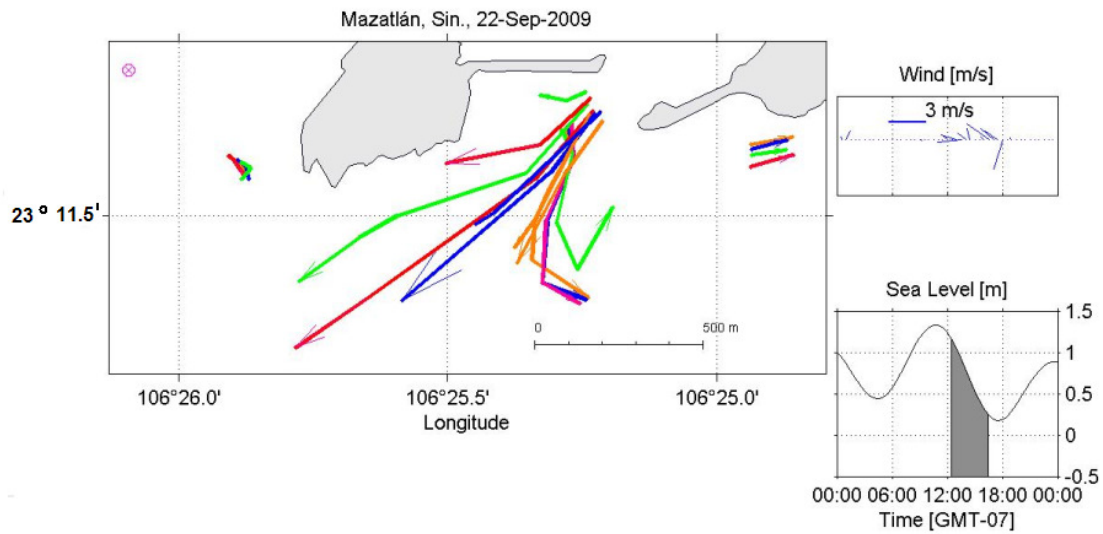 Mazatlán, Sin., 22-Sep-2009
23 ° 11.5'
0 500 m
106°26.0' 106°25.5' 106°25.0'
Longitude
Wind [m/s]
3 m/s
Sea Level [m]
1.5
1
0.5
0
-0.5
00:00 06:00 12:00 18:00 00:00
Time [GMT-07]